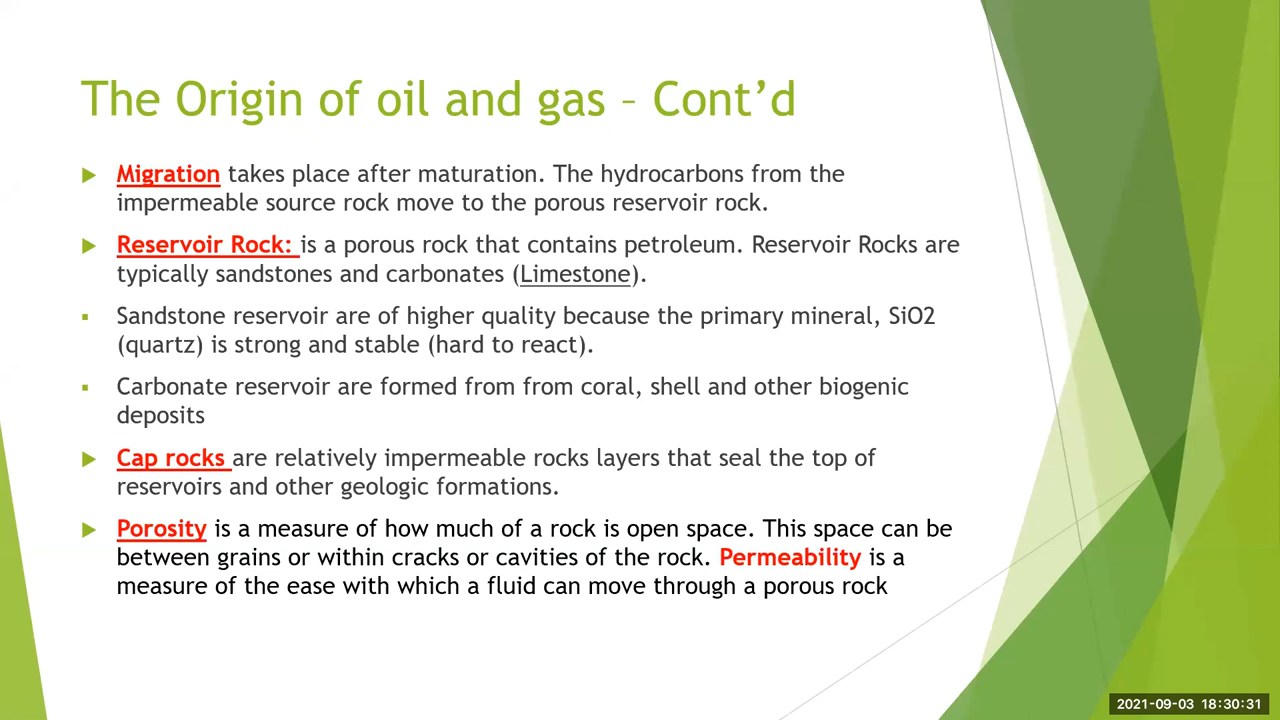 The Origin of oil and gas – Cont’d
Migration takes place after maturation. The hydrocarbons from the
impermeable source rock move to the porous reservoir rock.
Reservoir Rock: is a porous rock that contains petroleum. Reservoir Rocks are
typically sandstones and carbonates (Limestone).
Sandstone reservoir are of higher quality because the primary mineral, SiO2
(quartz) is strong and stable (hard to react).
Carbonate reservoir are formed from from coral, shell and other biogenic
deposits
Cap rocks are relatively impermeable rocks layers that seal the top of
reservoirs and other geologic formations.
Porosity is a measure of how much of a rock is open space. This space can be
between grains or within cracks or cavities of the rock. Permeability is a
measure of the ease with which a fluid can move through a porous rock
2021-09-03 18:30:31